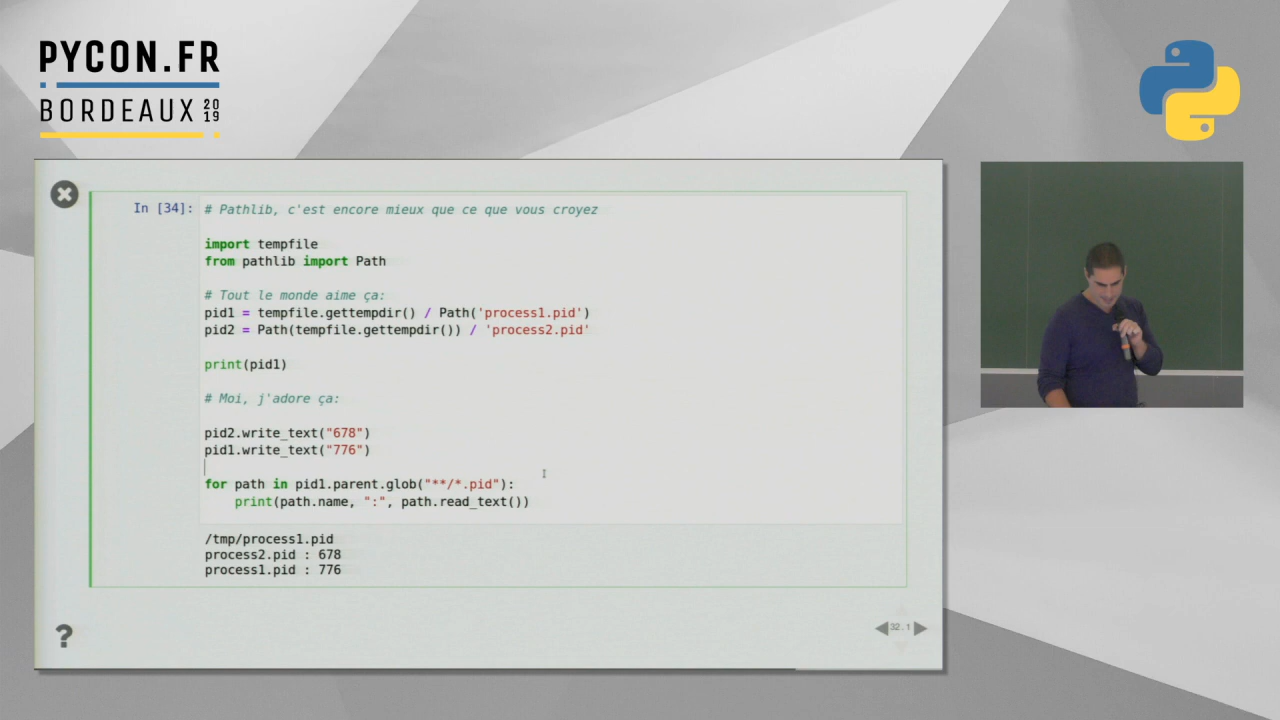 PYCON.FR
BORDEAUX 2019
In [34]: # Pathlib, c'est encore mieux que ce que vous croyez
import tempfile
from pathlib import Path
# Tout le monde aime ça:
pid1 = tempfile.gettempdir() / Path('process1.pid')
pid2 = Path(tempfile.gettempdir()) / 'process2.pid'
print(pid1)
# Moi, j'adore ça:
pid2.write_text("678")
pid1.write_text("776")
for path in pid1.parent.glob("**/*.pid"):
    print(path.name, ":", path.read_text())
/tmp/process1.pid
process2.pid : 678
process1.pid : 776
?
32.1